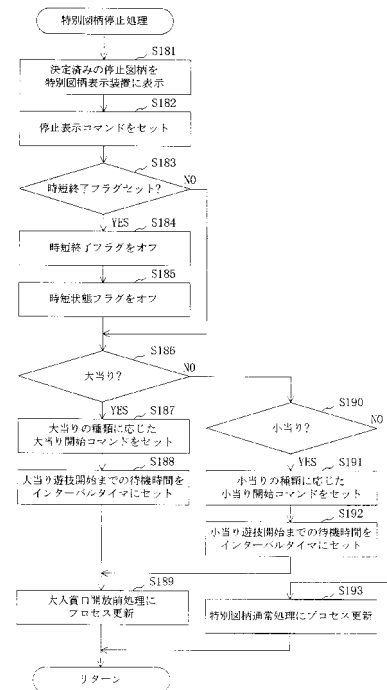 特別図柄停止処理
S181
決定済みの停止図柄を
特別図柄表示装置に表示
S182
停止表示コマンドをセット
S183
時短終了フラグセット?
NO
YES
S184
時短終了フラグをオフ
S185
時短状態フラグをオフ
S186
大当り?
NO
YES
S187
大当りの種類に応じた
大当り開始コマンドをセット
S188
大当り遊技開始までの待機時間を
インターバルタイマにセット
S190
小当り?
NO
YES
S191
小当りの種類に応じた
小当り開始コマンドをセット
S192
小当り遊技開始までの待機時間を
インターバルタイマにセット
S189
大入賞口開放前処理に
プロセス更新
S193
特別図柄通常処理にプロセス更新
リターン